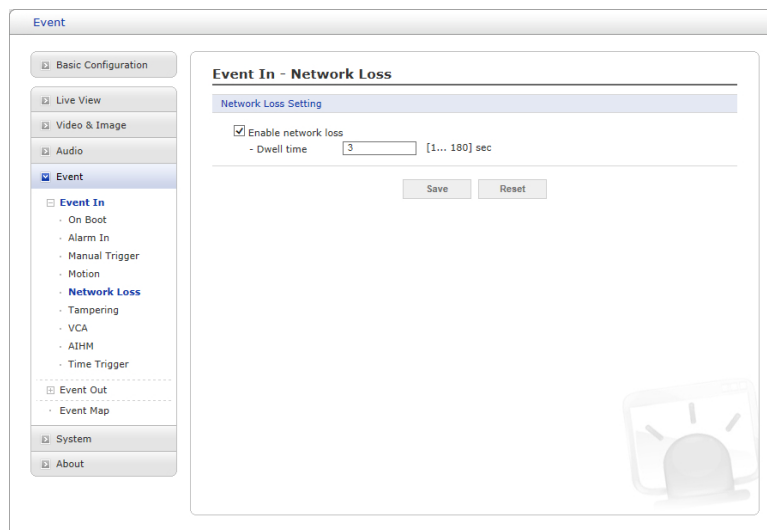 Event
Basic Configuration
Live View
Video & Image
Audio
Event
Event In
On Boot
Alarm In
Manual Trigger
Motion
Network Loss
Tampering
VCA
AIHM
Time Trigger
Event Out
Event Map
System
About
Event In - Network Loss
Network Loss Setting
Enable network loss
- Dwell time 3 [1... 180] sec
Save Reset